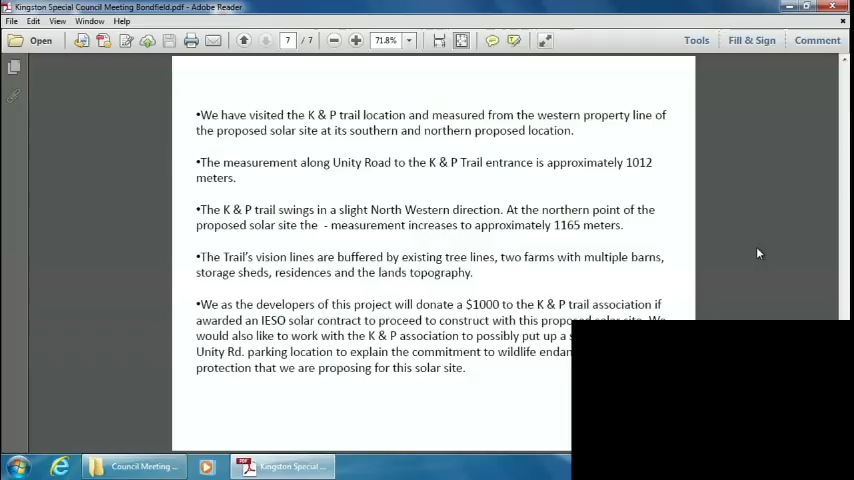 Kingston Special Council Meeting Bondfield.pdf - Adobe Reader
File Edit View Window Help
Open 7 / 7 71.8% Tools Fill & Sign Comment
•We have visited the K & P trail location and measured from the western property line of
the proposed solar site at its southern and northern proposed location.
•The measurement along Unity Road to the K & P Trail entrance is approximately 1012
meters.
•The K & P trail swings in a slight North Western direction. At the northern point of the
proposed solar site the - measurement increases to approximately 1165 meters.
•The Trail's vision lines are buffered by existing tree lines, two farms with multiple barns,
storage sheds, residences and the lands topography.
•We as the developers of this project will donate a $1000 to the K & P trail association if
awarded an IESO solar contract to proceed to construct with this proposed solar site. We
would also like to work with the K & P association to possibly put up a
Unity Rd. parking location to explain the commitment to wildlife
protection that we are proposing for this solar site.
Council Meeting ... Kingston Special ...